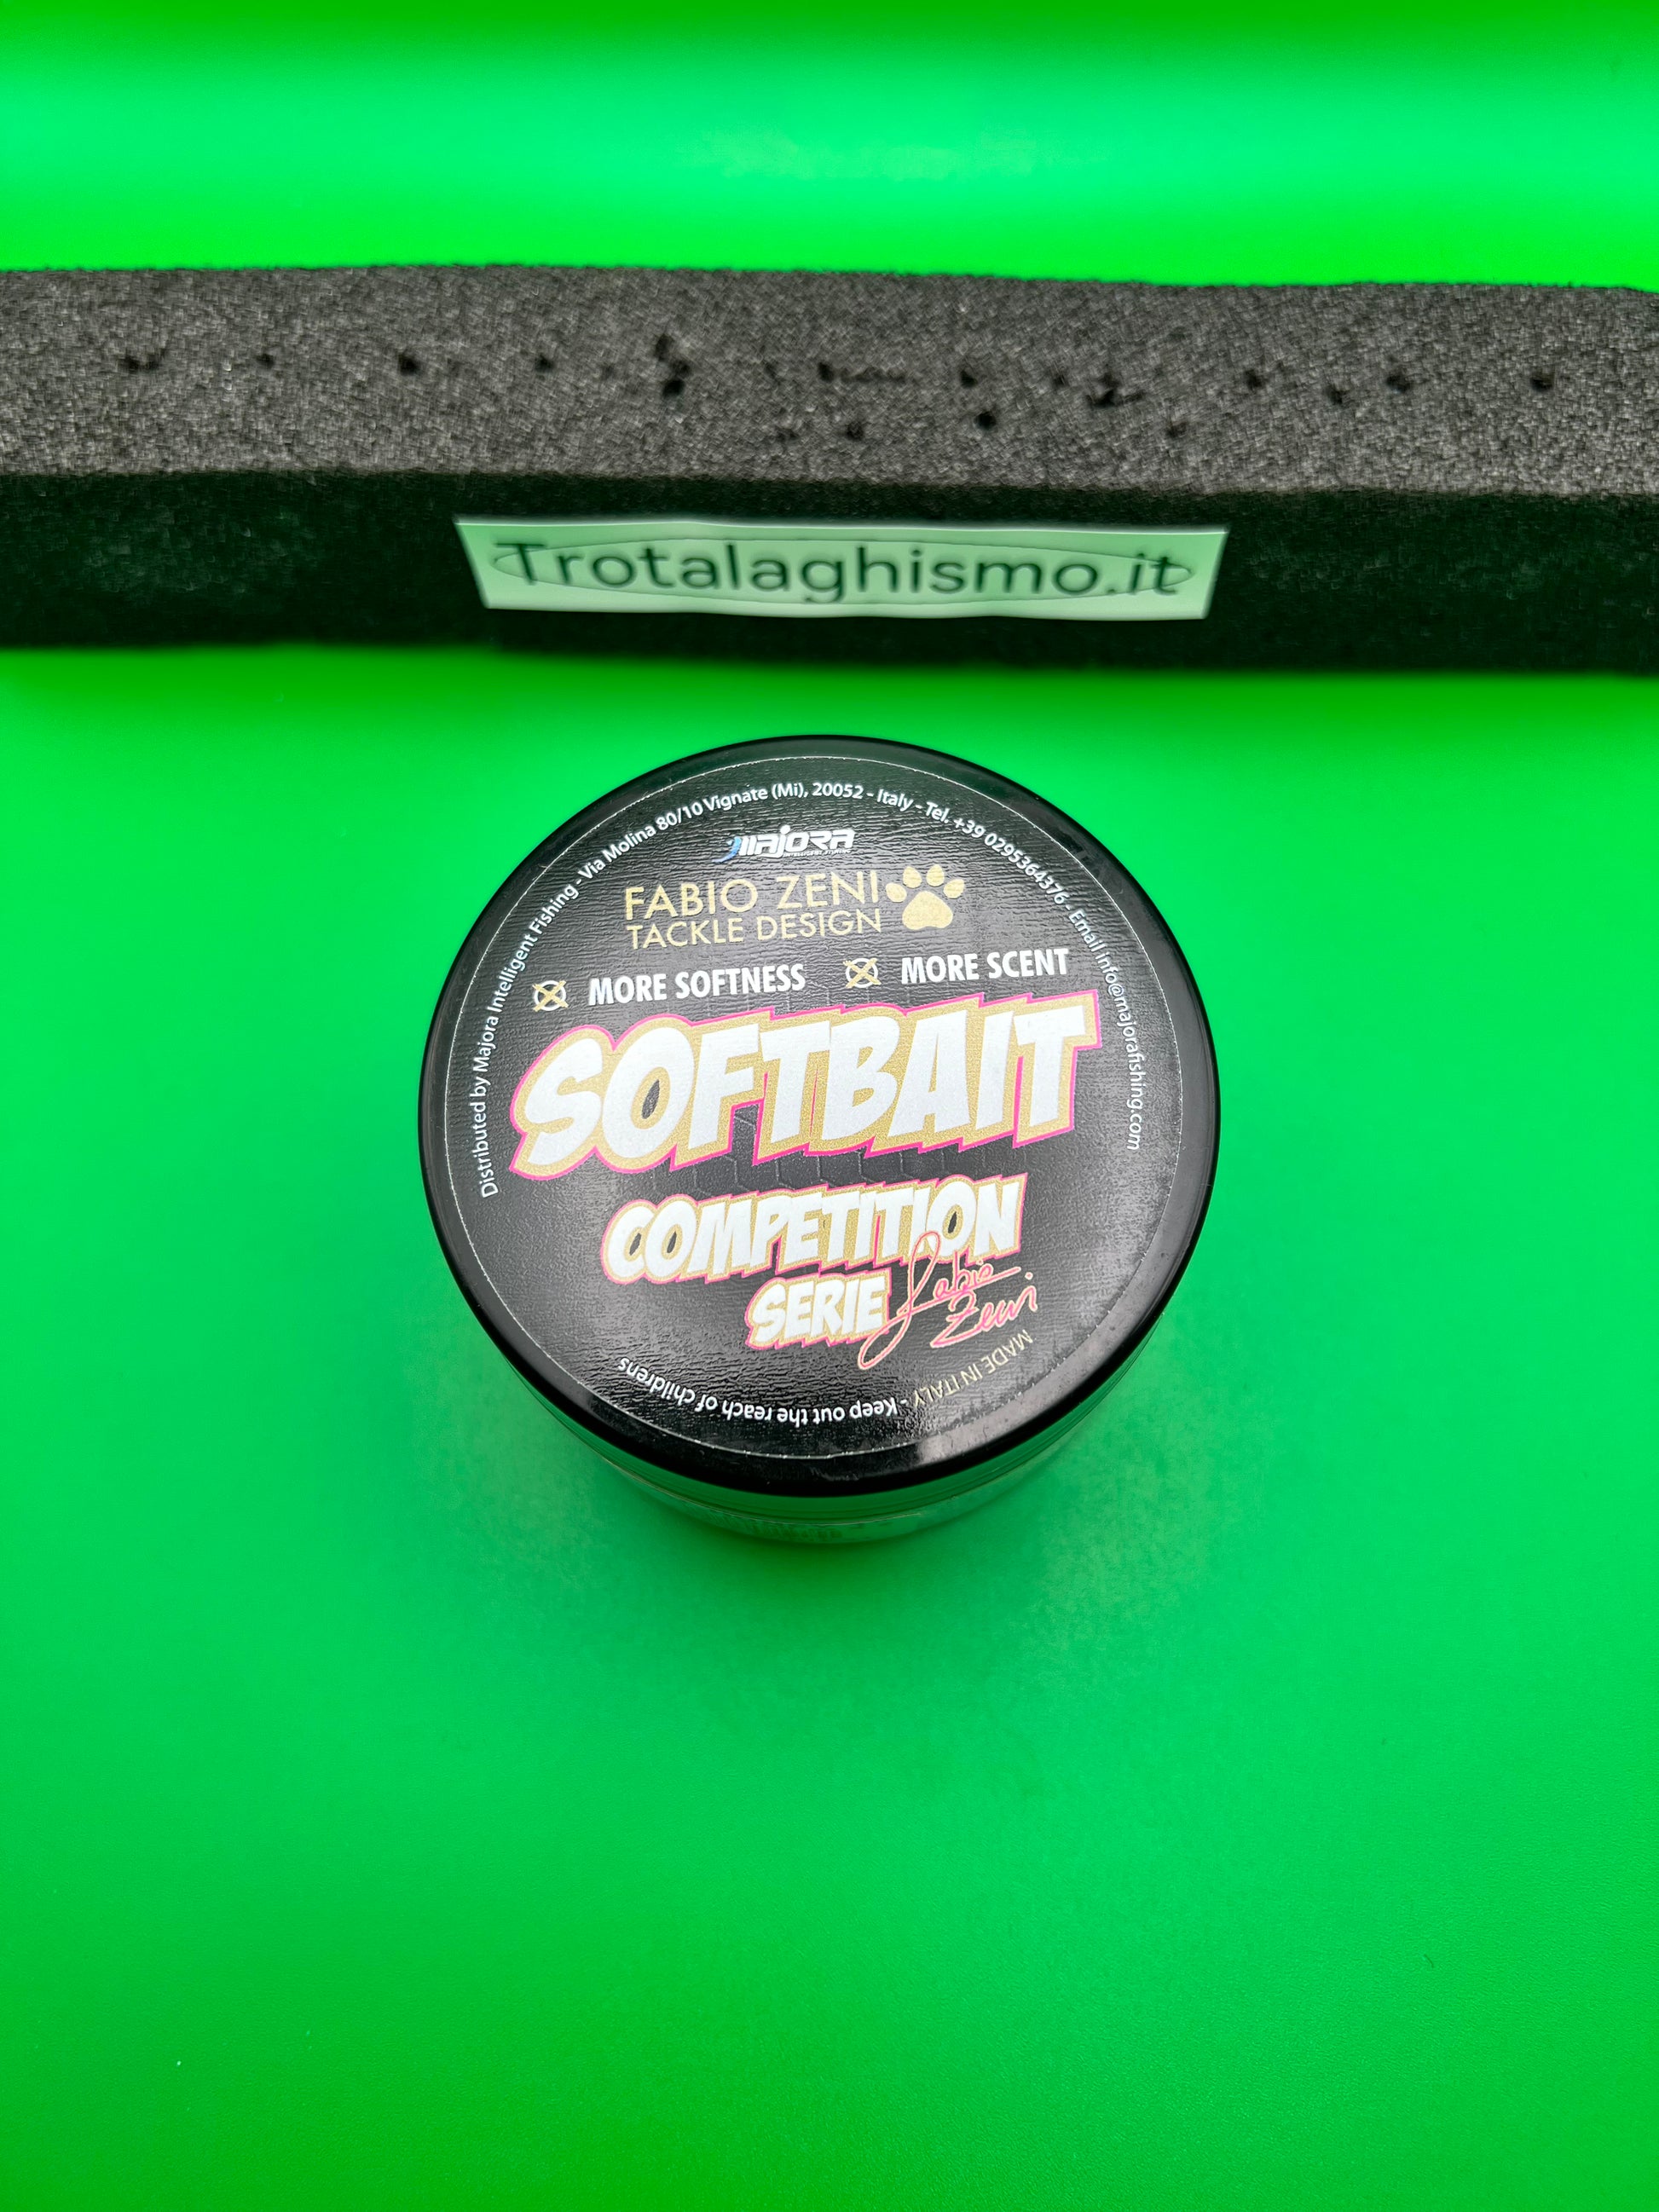 Trotalaghismo.it
Distributed by Majora Intelligent Fishing - Via Molina 80/10 Vignate (Mi), 20052 - Italy - Tel. +39 0295364376 - Email info@majorafishing.com
MAJORA
INTELLIGENT FISHING
FABIO ZENI
TACKLE DESIGN
MORE SOFTNESS MORE SCENT
SOFTBAIT
COMPETITION
SERIE
Fabio Zeni
MADE IN ITALY - Keep out the reach of childrens